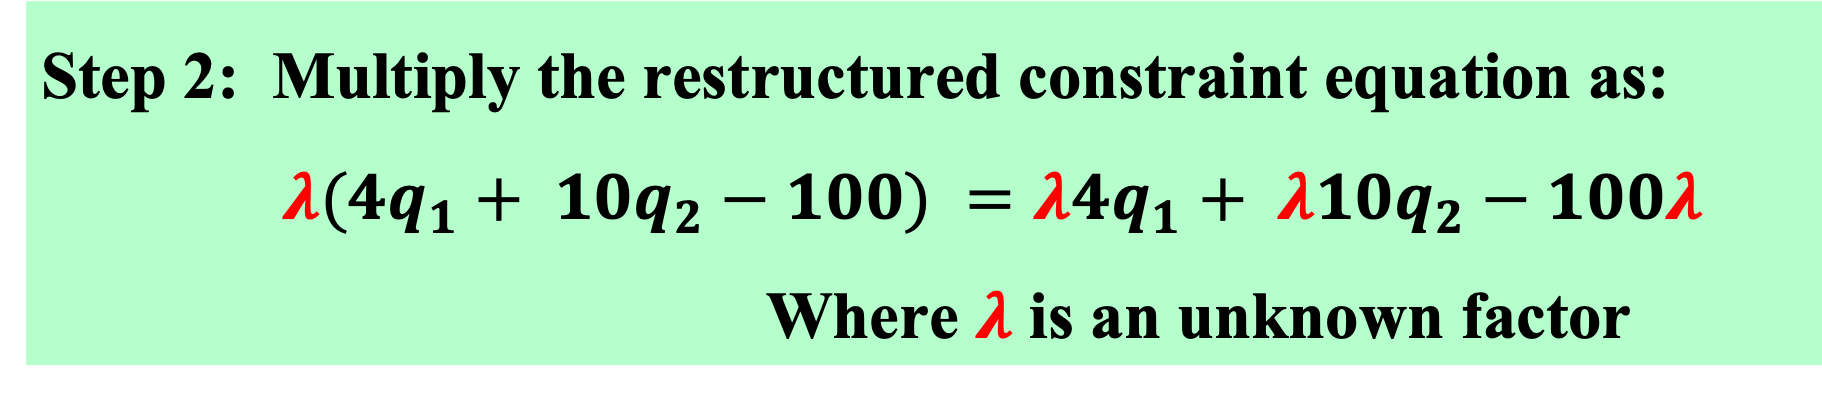 Step 2: Multiply the restructured constraint equation as:
λ(4q₁ + 10q₂ − 100) = λ4q₁ + λ10q₂ − 100λ
Where λ is an unknown factor